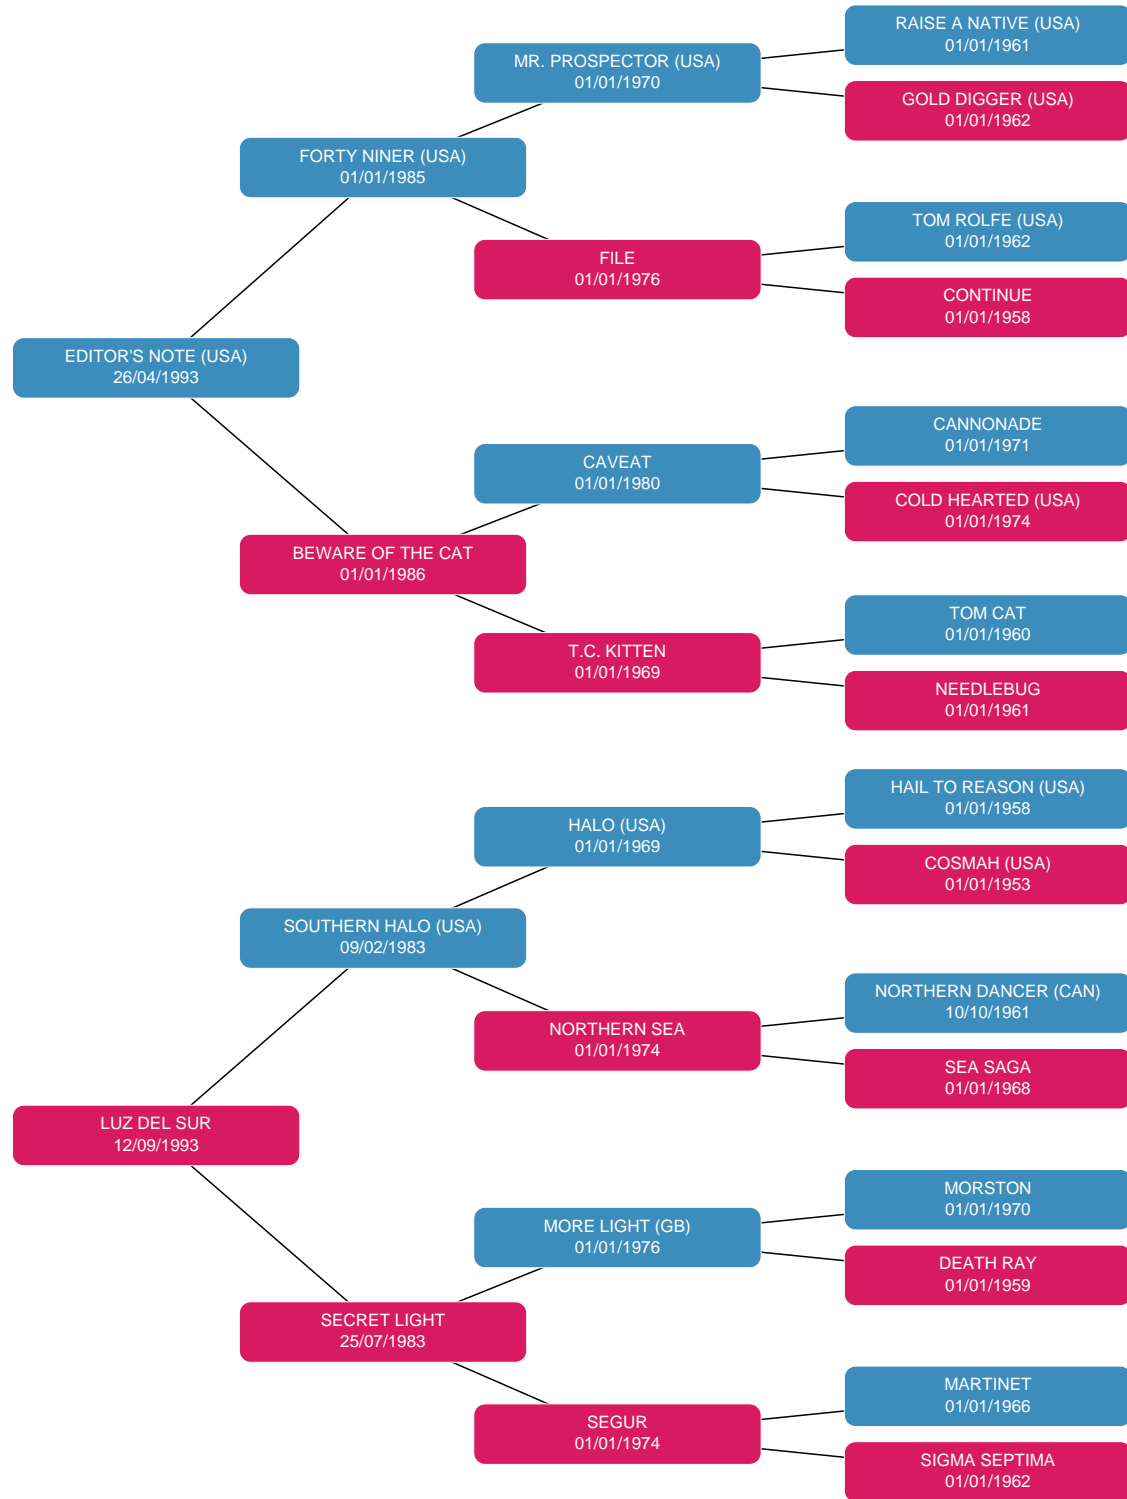 RAISE A NATIVE (USA)
01/01/1961
MR. PROSPECTOR (USA)
01/01/1970
GOLD DIGGER (USA)
01/01/1962
FORTY NINER (USA)
01/01/1985
TOM ROLFE (USA)
01/01/1962
FILE
01/01/1976
CONTINUE
01/01/1958
EDITOR'S NOTE (USA)
26/04/1993
CANNONADE
01/01/1971
CAVEAT
01/01/1980
COLD HEARTED (USA)
01/01/1974
BEWARE OF THE CAT
01/01/1986
TOM CAT
01/01/1960
T.C. KITTEN
01/01/1969
NEEDLEBUG
01/01/1961
HAIL TO REASON (USA)
01/01/1958
HALO (USA)
01/01/1969
COSMAH (USA)
01/01/1953
SOUTHERN HALO (USA)
09/02/1983
NORTHERN DANCER (CAN)
10/10/1961
NORTHERN SEA
01/01/1974
SEA SAGA
01/01/1968
LUZ DEL SUR
12/09/1993
MORSTON
01/01/1970
MORE LIGHT (GB)
01/01/1976
DEATH RAY
01/01/1959
SECRET LIGHT
25/07/1983
MARTINET
01/01/1966
SEGUR
01/01/1974
SIGMA SEPTIMA
01/01/1962